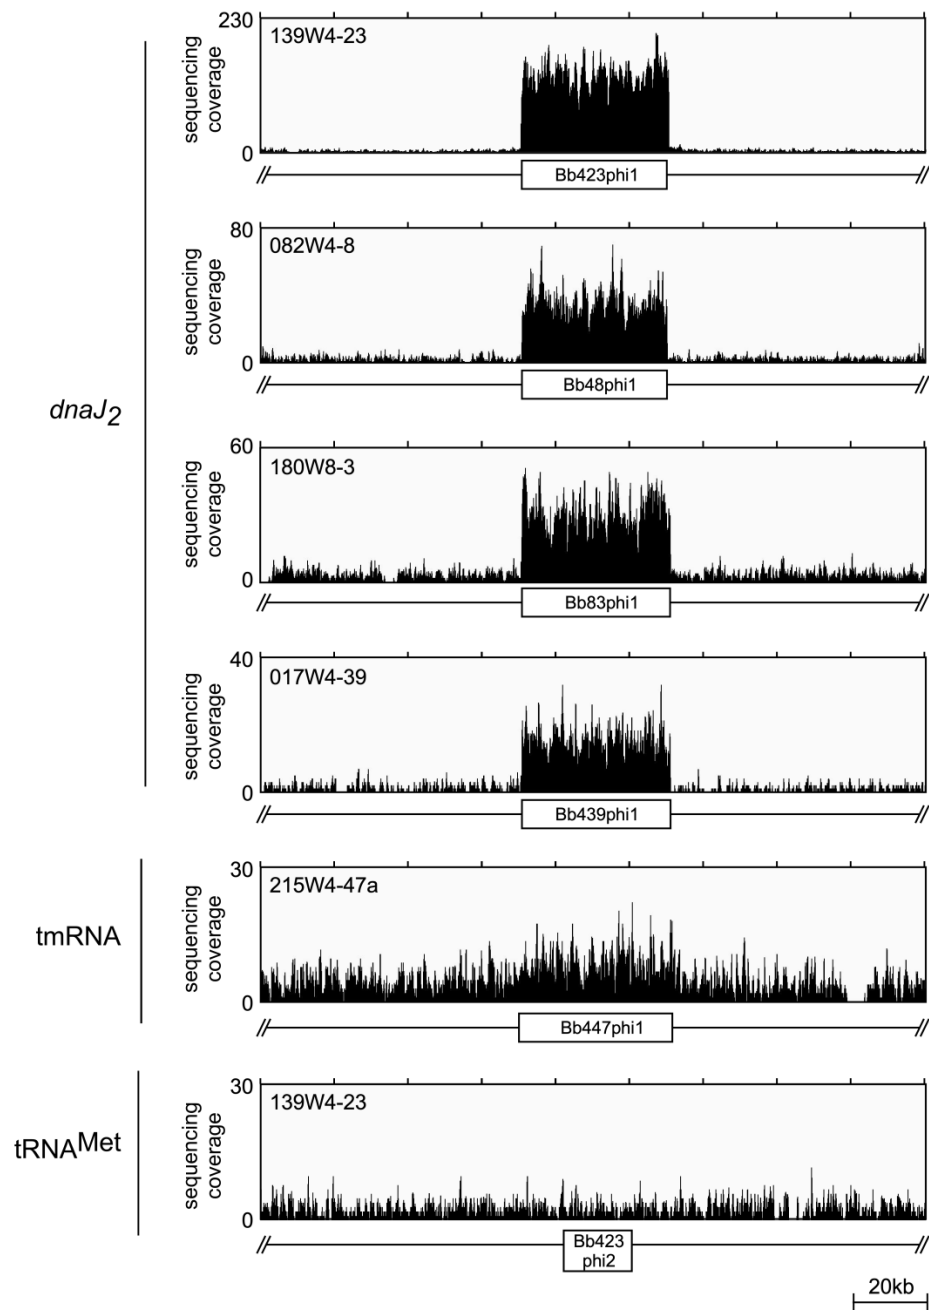 230
139W4-23
sequencing
coverage
0
Bb423phi1
80
082W4-8
sequencing
coverage
0
Bb48phi1
dnaJ2
60
180W8-3
sequencing
coverage
0
Bb83phi1
40
017W4-39
sequencing
coverage
0
Bb439phi1
30
215W4-47a
tmRNA
sequencing
coverage
0
Bb447phi1
30
139W4-23
tRNAMet
sequencing
coverage
0
Bb423
phi2
20kb